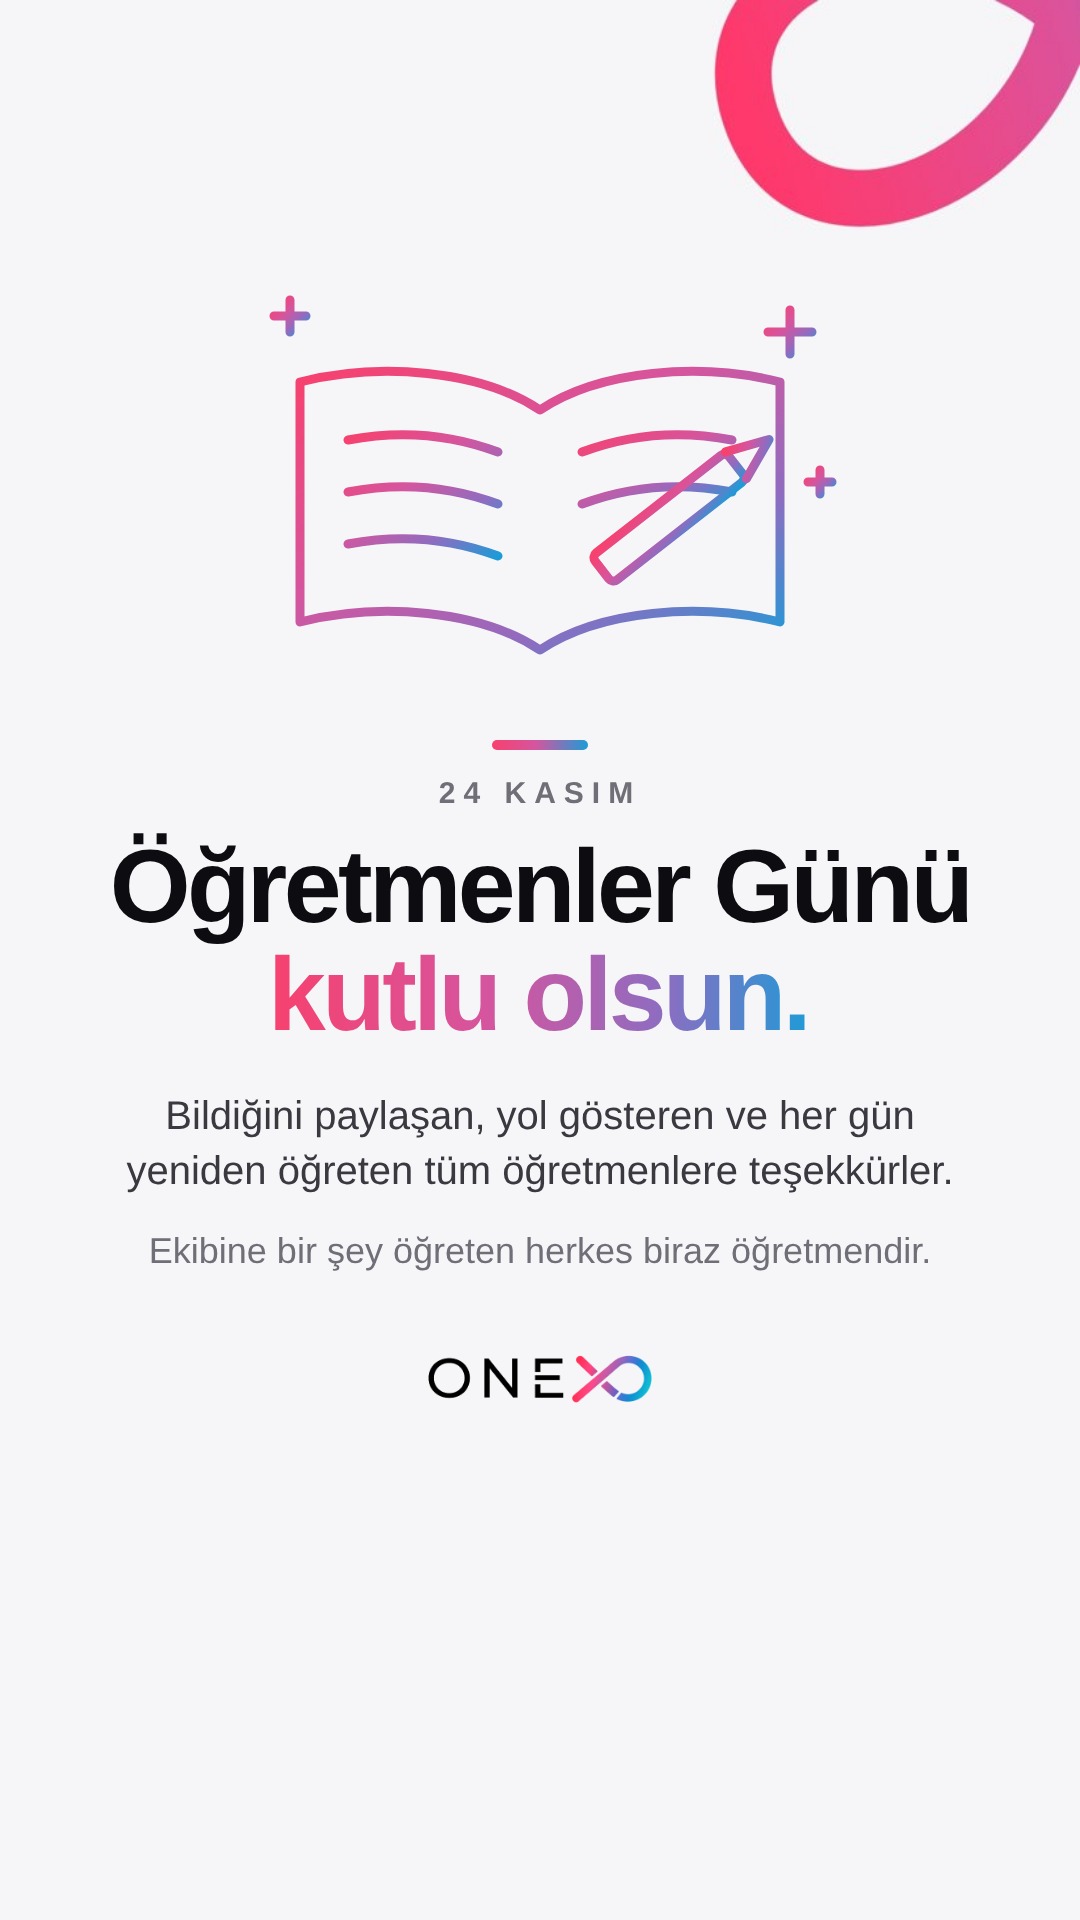 24 KASIM
Öğretmenler Günü
kutlu olsun.
Bildiğini paylaşan, yol gösteren ve her gün
yeniden öğreten tüm öğretmenlere teşekkürler.
Ekibine bir şey öğreten herkes biraz öğretmendir.
ONEX